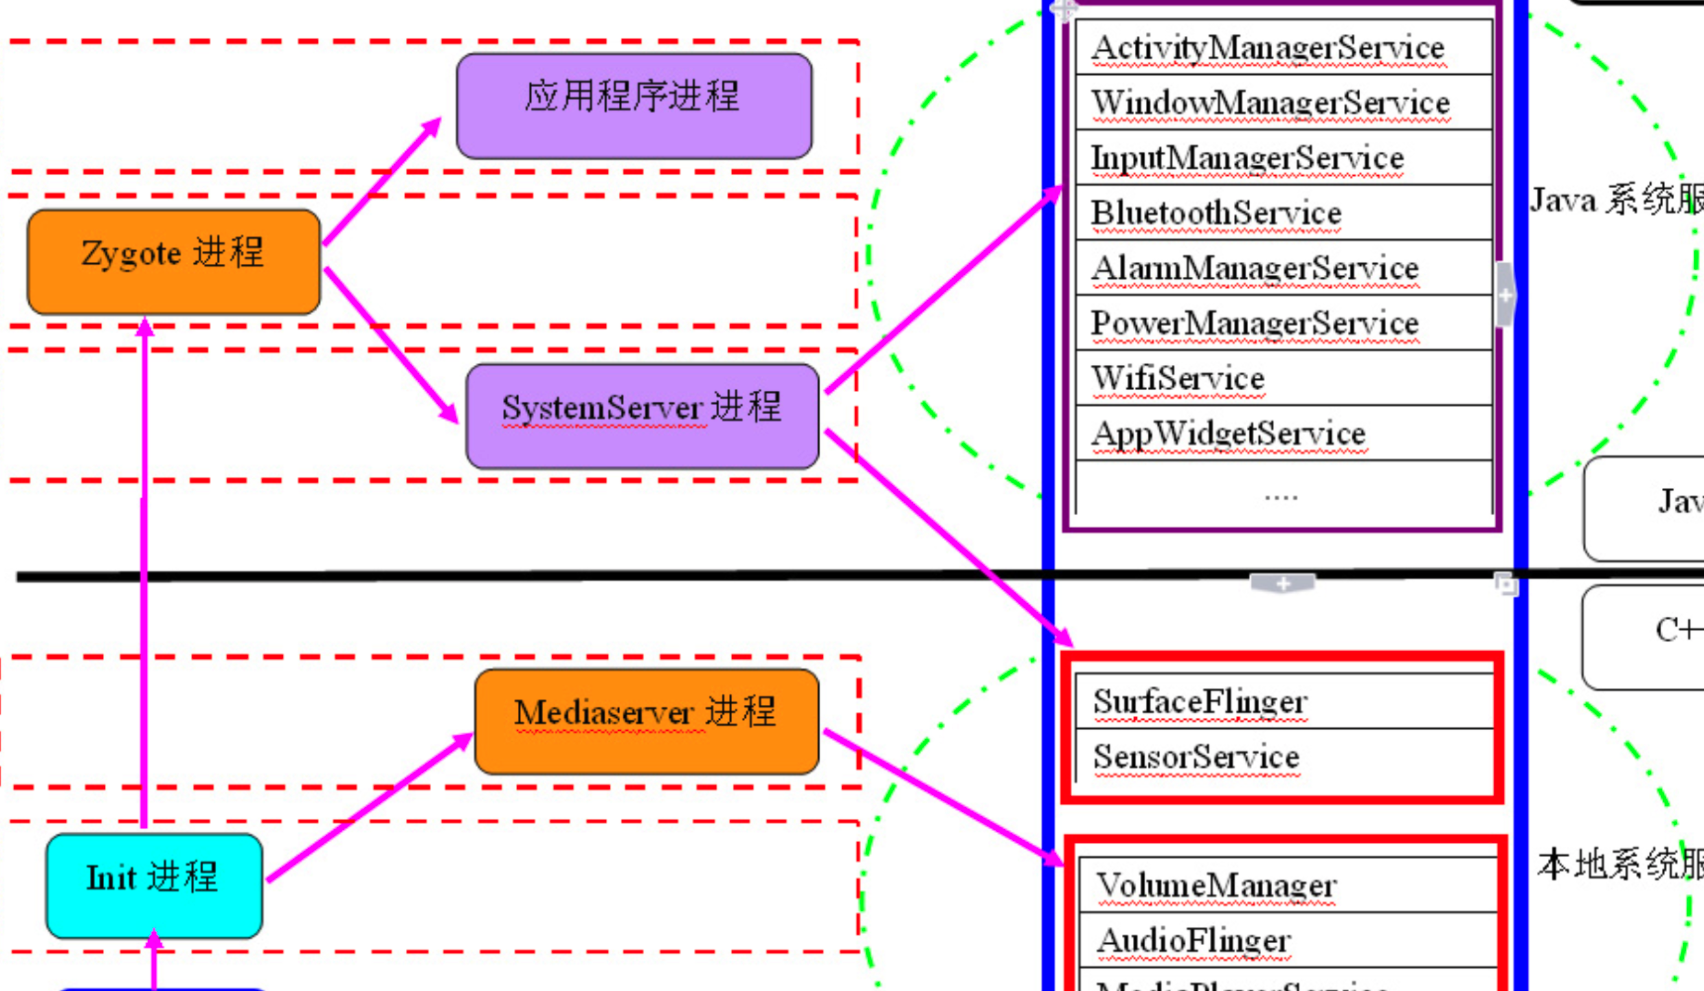 应用程序进程
Zygote 进程
SystemServer 进程
ActivityManagerService
WindowManagerService
InputManagerService
BluetoothService
AlarmManagerService
PowerManagerService
WifiService
AppWidgetService
....
Java 系统服
Jav
C+
Mediaserver 进程
Init 进程
SurfaceFlinger
SensorService
VolumeManager
AudioFlinger
MediaPlayerService
本地系统服